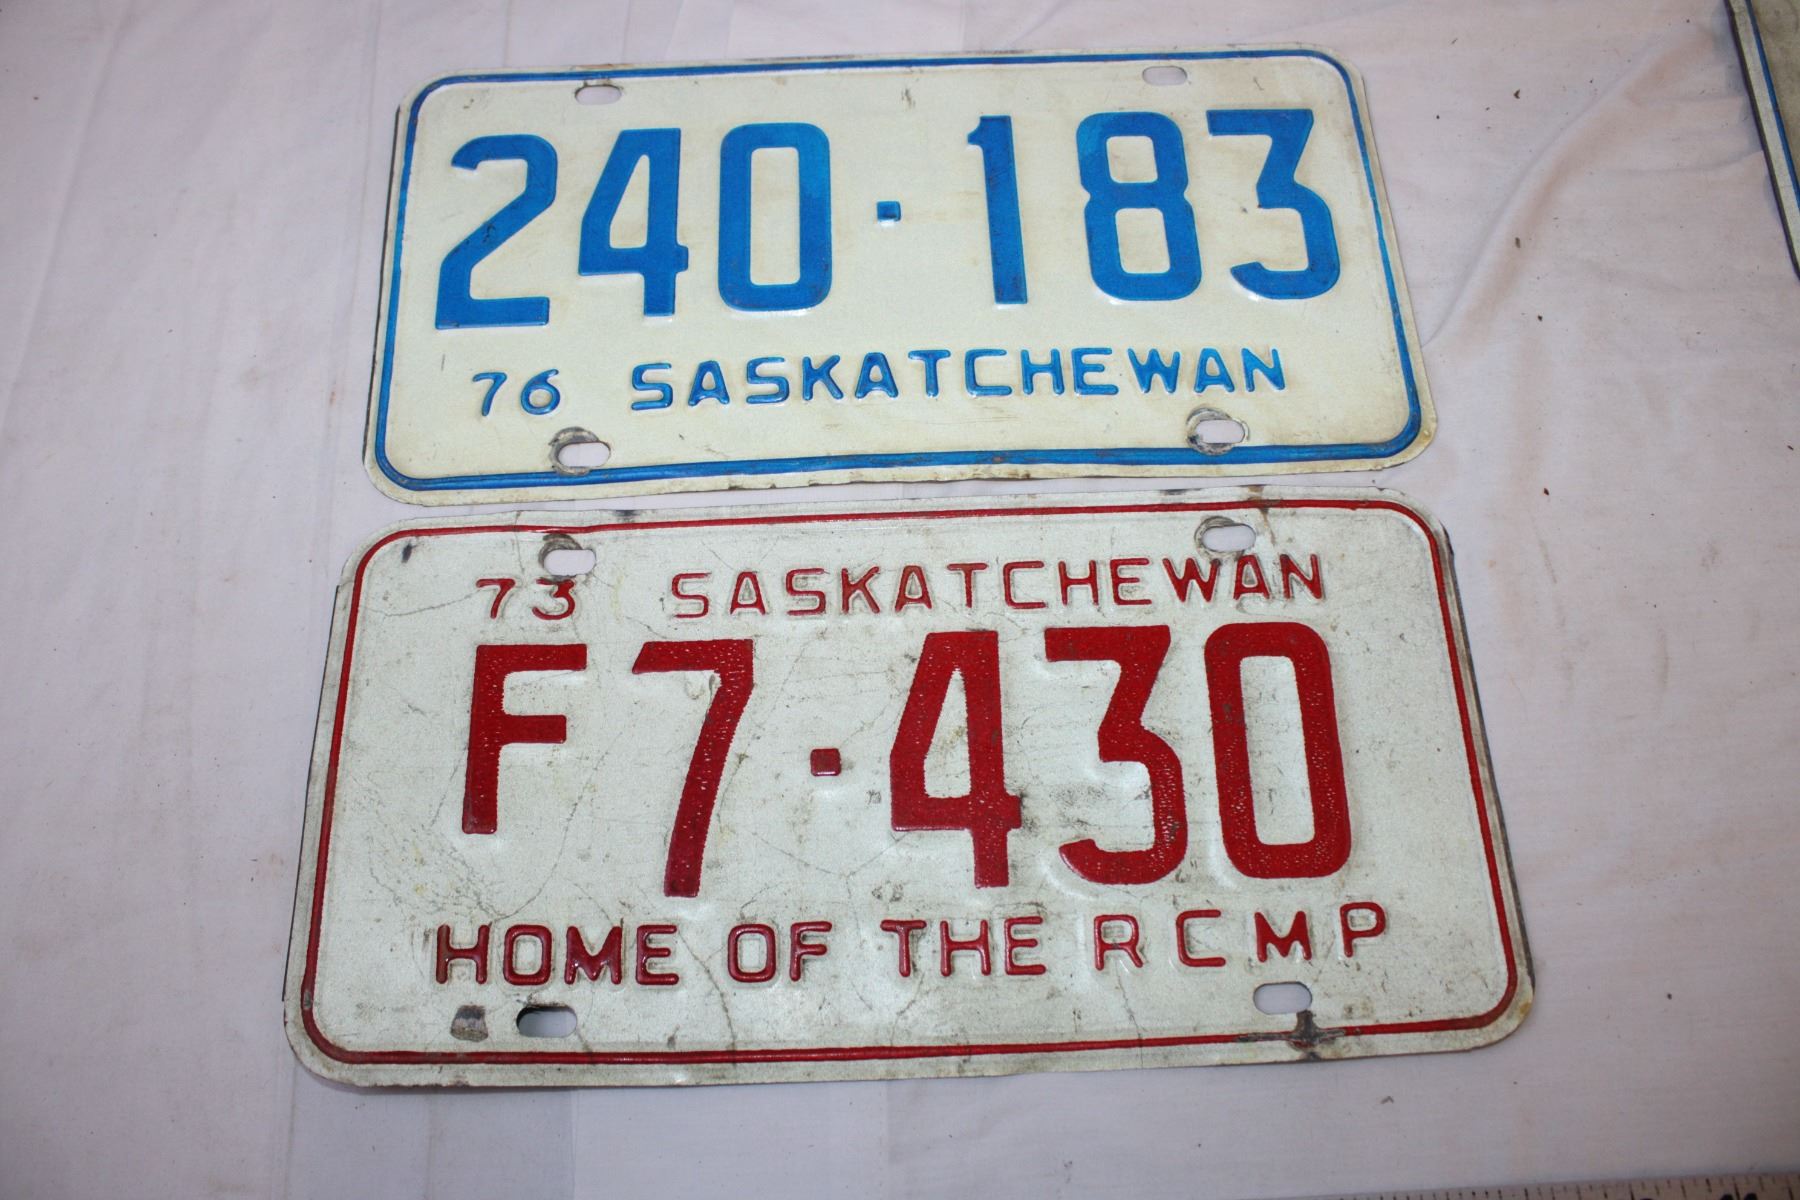 240·183
76 SASKATCHEWAN
73 SASKATCHEWAN
F7·430
HOME OF THE RCMP